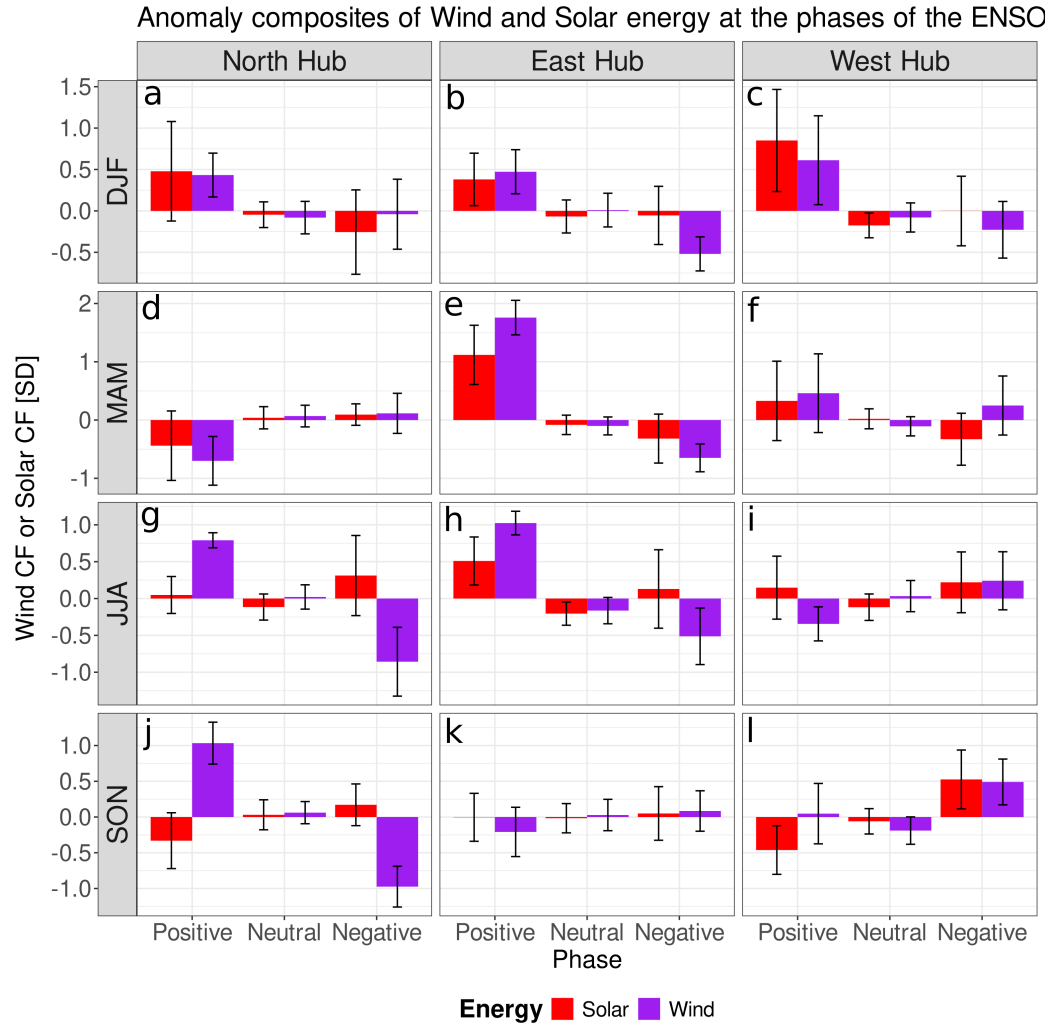 Anomaly composites of Wind and Solar energy at the phases of the ENSO
North Hub East Hub West Hub
Wind CF or Solar CF [SD]
DJF
1.5
1.0
0.5
0.0
-0.5
a b c
MAM
2
1
0
-1
d e f
JJA
1.0
0.5
0.0
-0.5
-1.0
g h i
SON
1.0
0.5
0.0
-0.5
-1.0
j k l
Positive Neutral Negative Positive Neutral Negative Positive Neutral Negative
Phase
Energy Solar Wind